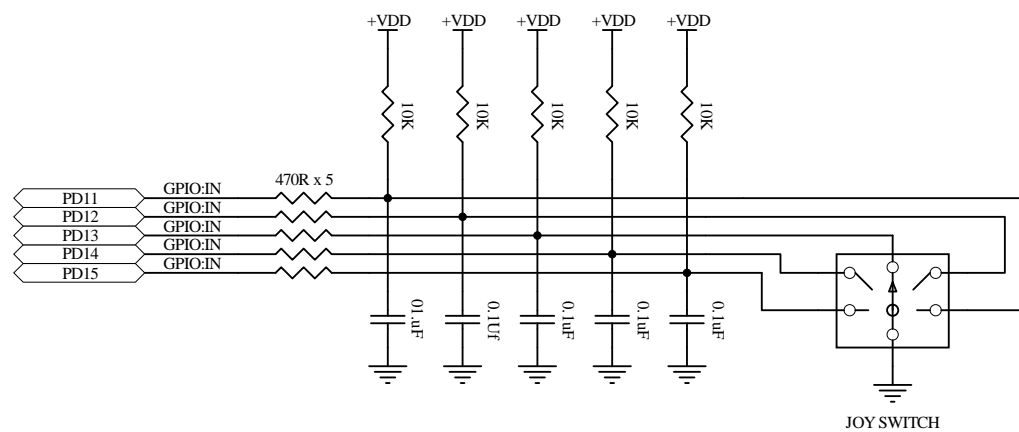 +VDD +VDD +VDD +VDD +VDD
10K 10K 10K 10K 10K
470R x 5
PD11 GPIO:IN
PD12 GPIO:IN
PD13 GPIO:IN
PD14 GPIO:IN
PD15 GPIO:IN
01.uF 0.1Uf 0.1uF 0.1uF 0.1uF
JOY SWITCH